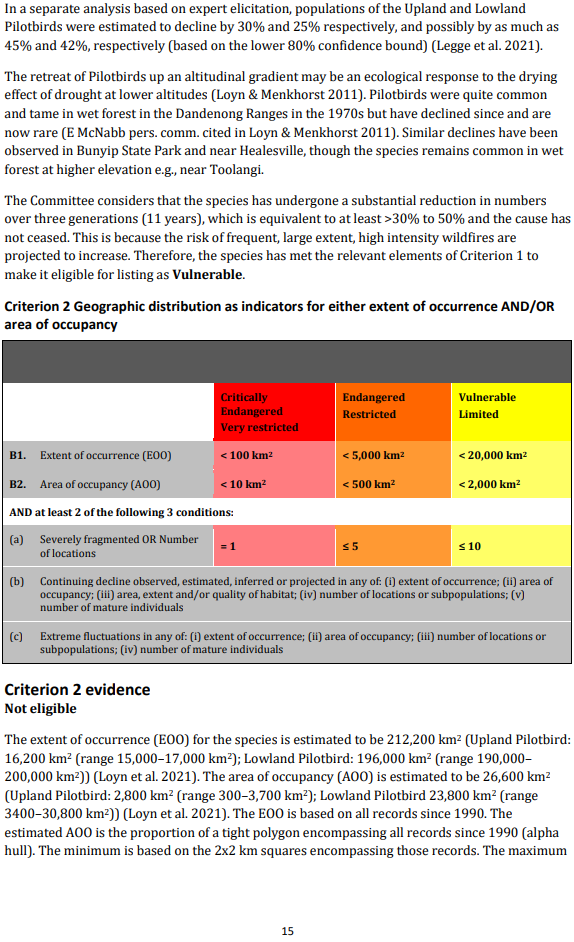 In a separate analysis based on expert elicitation, populations of the Upland and Lowland
Pilotbirds were estimated to decline by 30% and 25% respectively, and possibly by as much as
45% and 42%, respectively (based on the lower 80% confidence bound) (Legge et al. 2021).
The retreat of Pilotbirds up an altitudinal gradient may be an ecological response to the drying
effect of drought at lower altitudes (Loyn & Menkhorst 2011). Pilotbirds were quite common
and tame in wet forest in the Dandenong Ranges in the 1970s but have declined since and are
now rare (E McNabb pers. comm. cited in Loyn & Menkhorst 2011). Similar declines have been
observed in Bunyip State Park and near Healesville, though the species remains common in wet
forest at higher elevation e.g., near Toolangi.
The Committee considers that the species has undergone a substantial reduction in numbers
over three generations (11 years), which is equivalent to at least >30% to 50% and the cause has
not ceased. This is because the risk of frequent, large extent, high intensity wildfires are
projected to increase. Therefore, the species has met the relevant elements of Criterion 1 to
make it eligible for listing as Vulnerable.
Criterion 2 Geographic distribution as indicators for either extent of occurrence AND/OR
area of occupancy
Critically
Endangered
Very restricted
Endangered
Restricted
Vulnerable
Limited
B1. Extent of occurrence (EOO) < 100 km² < 5,000 km² < 20,000 km²
B2. Area of occupancy (AOO) < 10 km² < 500 km² < 2,000 km²
AND at least 2 of the following 3 conditions:
(a) Severely fragmented OR Number
of locations
= 1 ≤ 5 ≤ 10
(b) Continuing decline observed, estimated, inferred or projected in any of: (i) extent of occurrence; (ii) area of
occupancy; (iii) area, extent and/or quality of habitat; (iv) number of locations or subpopulations; (v)
number of mature individuals
(c) Extreme fluctuations in any of: (i) extent of occurrence; (ii) area of occupancy; (iii) number of locations or
subpopulations; (iv) number of mature individuals
Criterion 2 evidence
Not eligible
The extent of occurrence (EOO) for the species is estimated to be 212,200 km² (Upland Pilotbird:
16,200 km² (range 15,000–17,000 km²); Lowland Pilotbird: 196,000 km² (range 190,000–
200,000 km²)) (Loyn et al. 2021). The area of occupancy (AOO) is estimated to be 26,600 km²
(Upland Pilotbird: 2,800 km² (range 300–3,700 km²); Lowland Pilotbird 23,800 km² (range
3400–30,800 km²)) (Loyn et al. 2021). The EOO is based on all records since 1990. The
estimated AOO is the proportion of a tight polygon encompassing all records since 1990 (alpha
hull). The minimum is based on the 2x2 km squares encompassing those records. The maximum
15